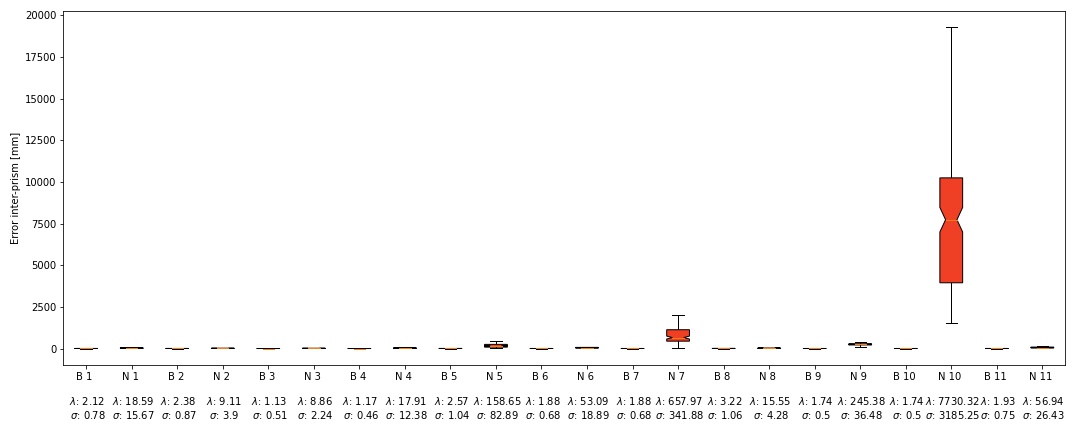 20000
17500
15000
12500
10000
7500
5000
2500
0
Error inter-prism [mm]
B 1 N 1 B 2 N 2 B 3 N 3 B 4 N 4 B 5 N 5 B 6 N 6 B 7 N 7 B 8 N 8 B 9 N 9 B 10 N 10 B 11 N 11
λ: 2.12 λ: 18.59 λ: 2.38 λ: 9.11 λ: 1.13 λ: 8.86 λ: 1.17 λ: 17.91 λ: 2.57 λ: 158.65 λ: 1.88 λ: 53.09 λ: 1.88 λ: 657.97 λ: 3.22 λ: 15.55 λ: 1.74 λ: 245.38 λ: 1.74 λ: 7730.32 λ: 1.93 λ: 56.94
σ: 0.78 σ: 15.67 σ: 0.87 σ: 3.9 σ: 0.51 σ: 2.24 σ: 0.46 σ: 12.38 σ: 1.04 σ: 82.89 σ: 0.68 σ: 18.89 σ: 0.68 σ: 341.88 σ: 1.06 σ: 4.28 σ: 0.5 σ: 36.48 σ: 0.5 σ: 3185.25 σ: 0.75 σ: 26.43